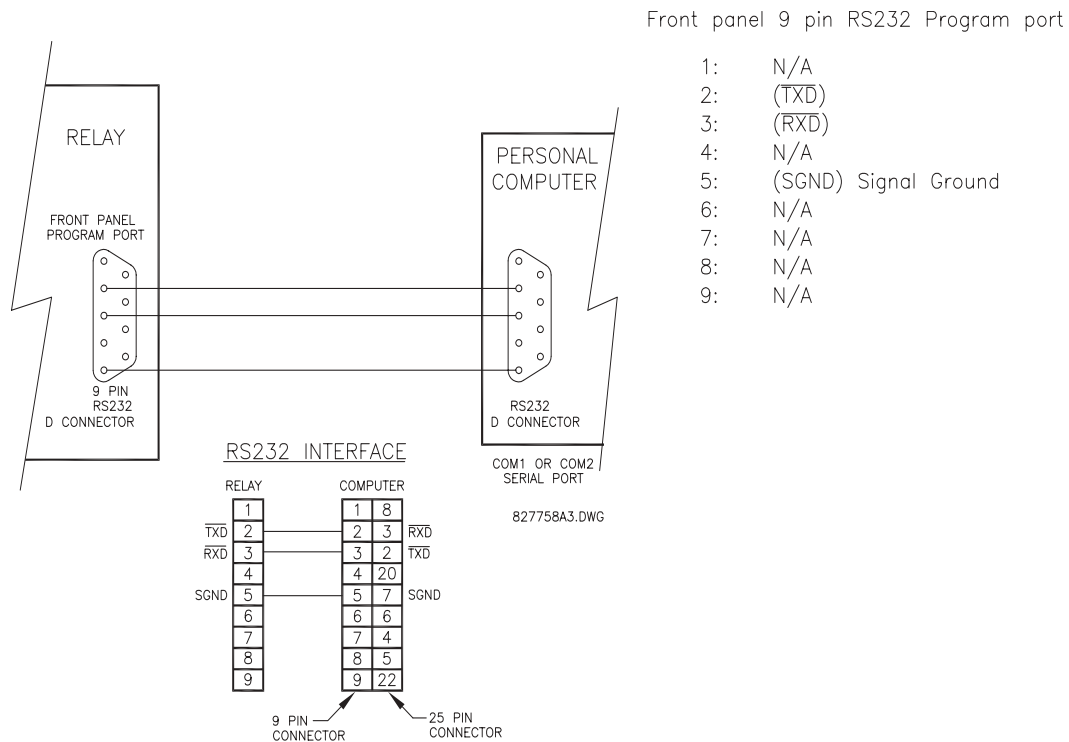 Front panel 9 pin RS232 Program port
1: N/A
2: (TXD)
3: (RXD)
4: N/A
5: (SGND) Signal Ground
6: N/A
7: N/A
8: N/A
9: N/A
RELAY
FRONT PANEL
PROGRAM PORT
9 PIN
RS232
D CONNECTOR
PERSONAL
COMPUTER
RS232
D CONNECTOR
COM1 OR COM2
SERIAL PORT
827758A3.DWG
RS232 INTERFACE
RELAY COMPUTER
1 1 8
TXD 2 2 3 RXD
RXD 3 3 2 TXD
4 4 20
SGND 5 5 7 SGND
6 6 6
7 7 4
8 8 5
9 9 22
9 PIN
CONNECTOR
25 PIN
CONNECTOR